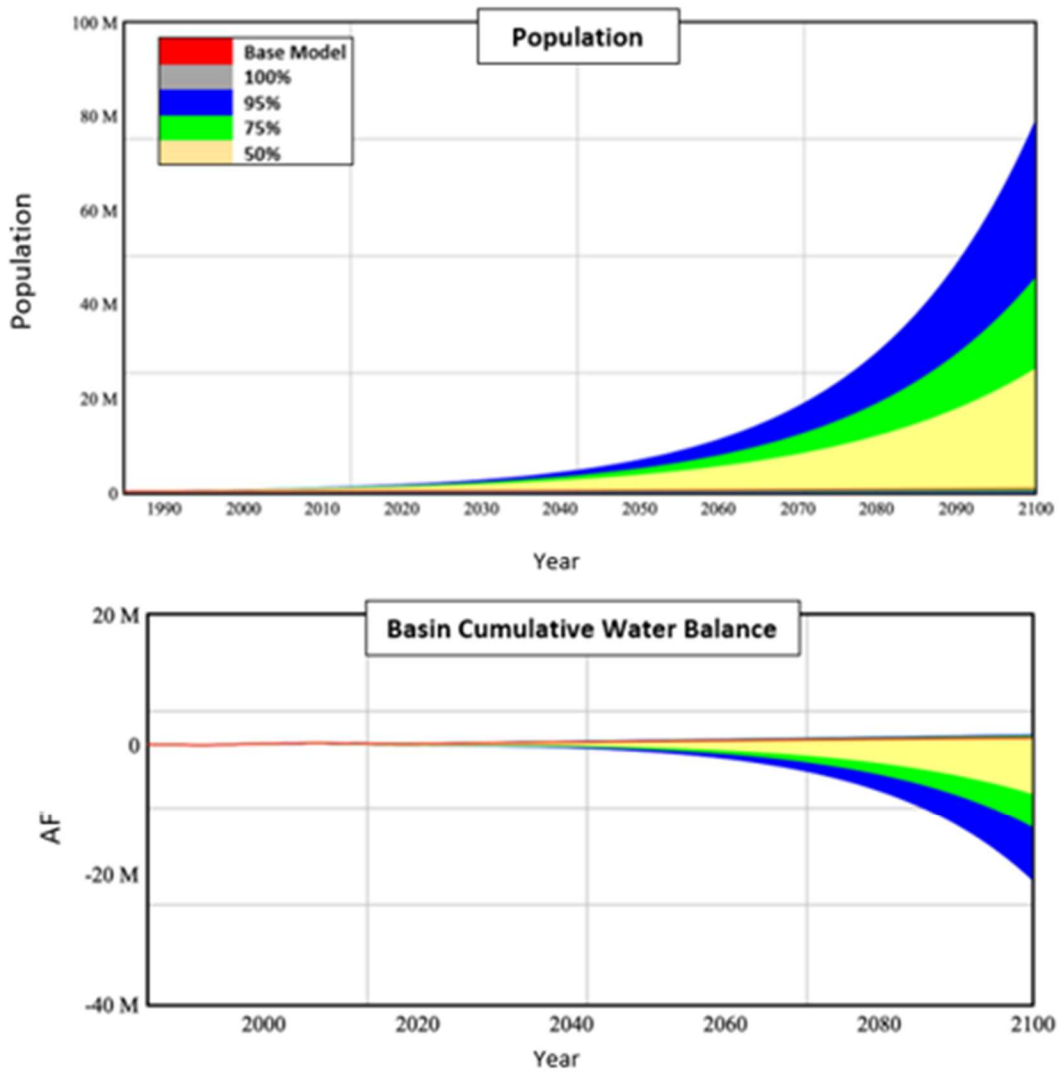 Population
100 M
80 M
60 M
40 M
20 M
0
Population
Base Model
100%
95%
75%
50%
1990 2000 2010 2020 2030 2040 2050 2060 2070 2080 2090 2100
Year
Basin Cumulative Water Balance
20 M
0
-20 M
-40 M
AF
2000 2020 2040 2060 2080 2100
Year